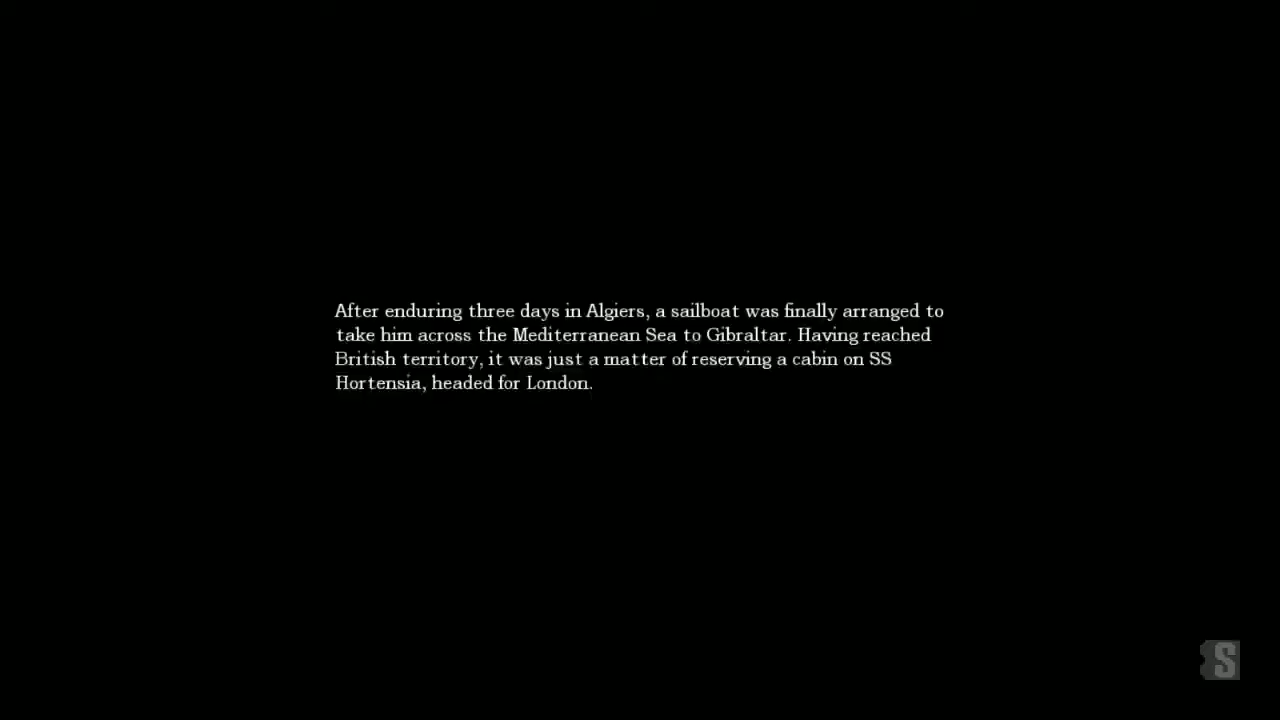 After enduring three days in Algiers, a sailboat was finally arranged to
take him across the Mediterranean Sea to Gibraltar. Having reached
British territory, it was just a matter of reserving a cabin on SS
Hortensia, headed for London.
S